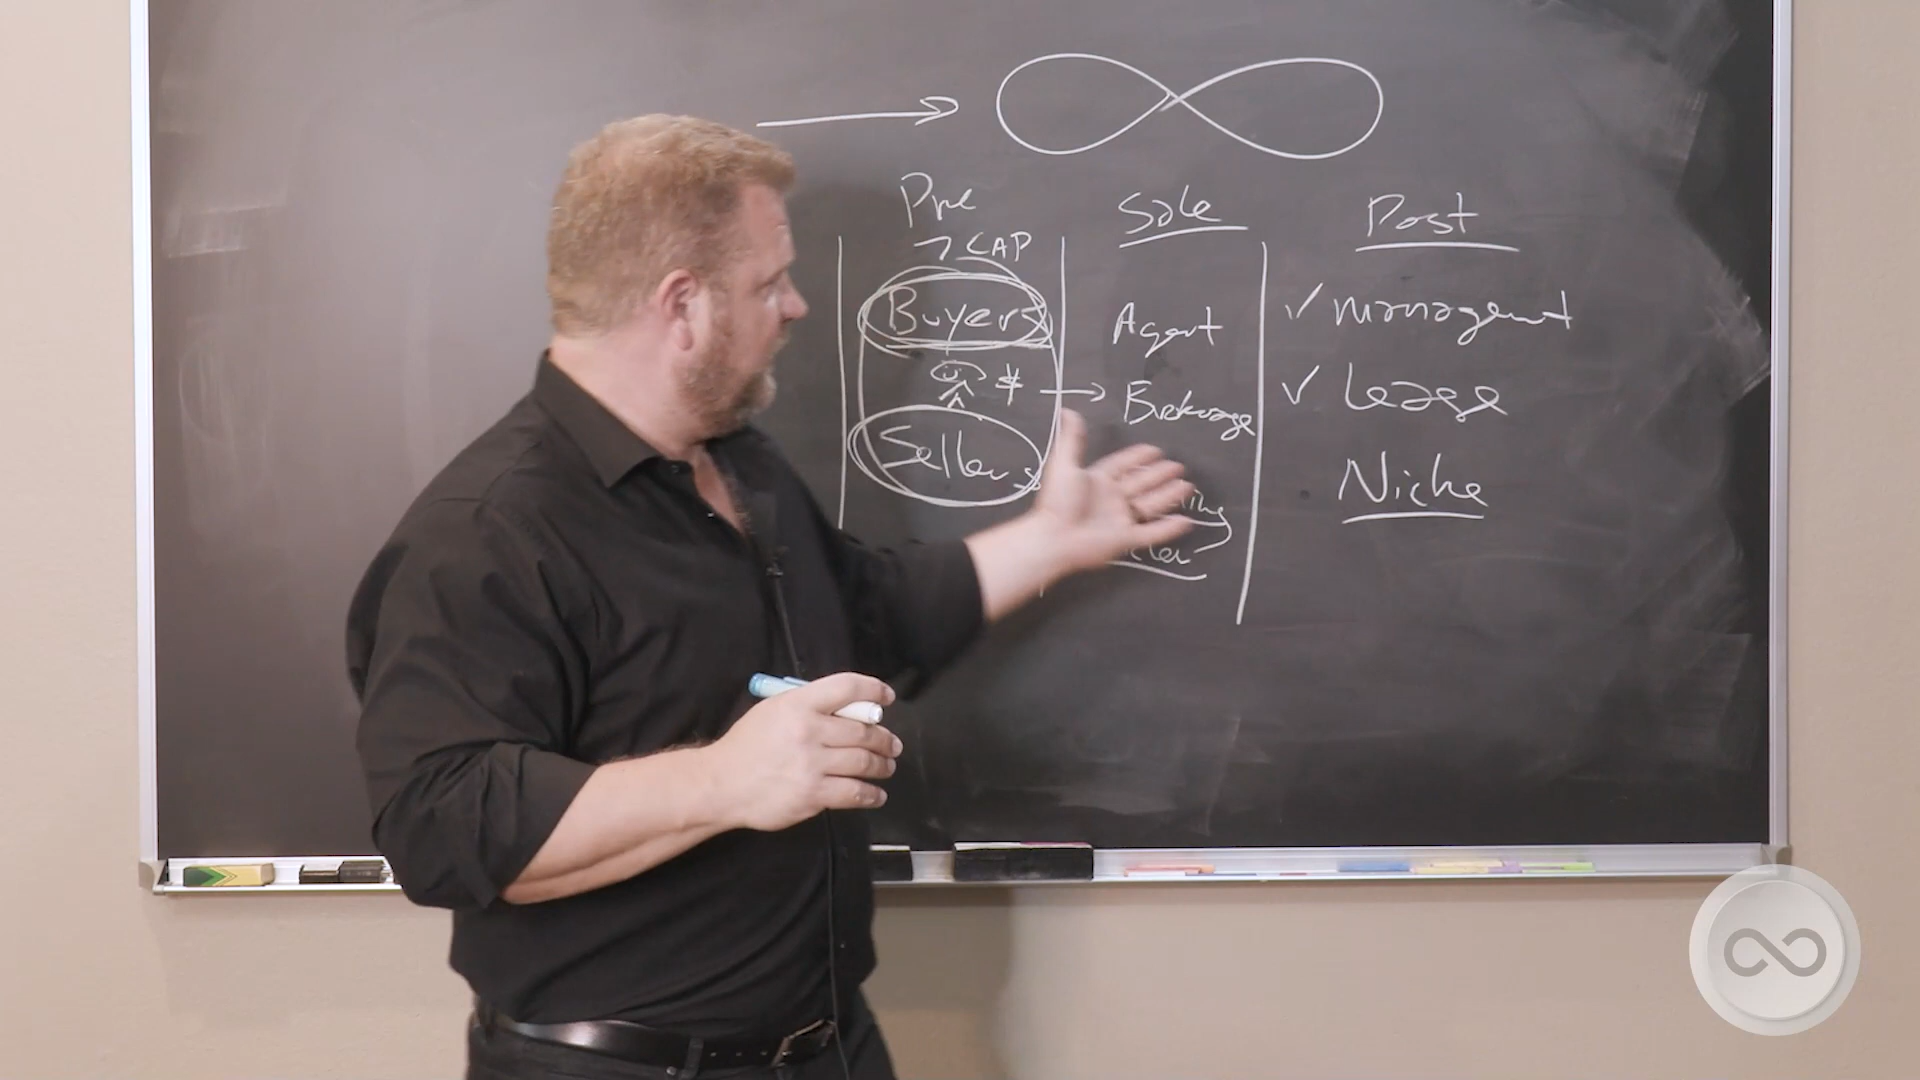 Pre
Sale
Post
CAP
Buyers
Agent
✓ management
Brokerage
✓ Lease
Sellers
Niche